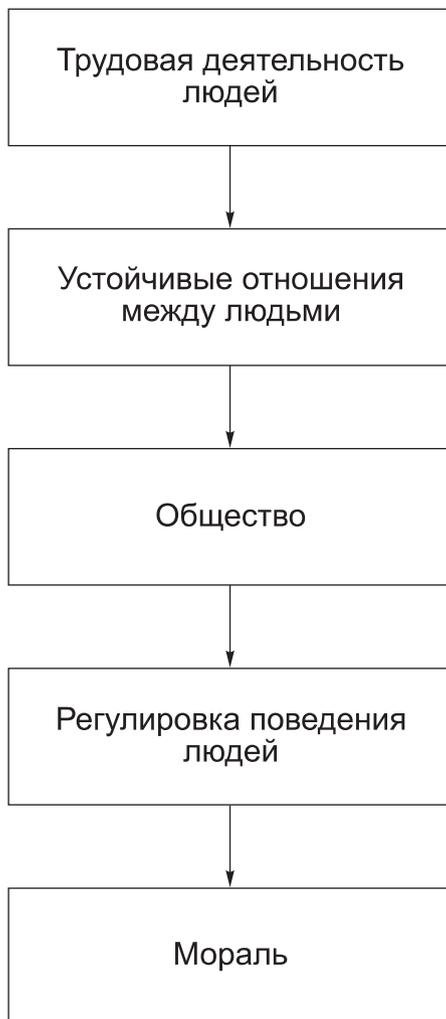 Трудовая деятельность
людей
Устойчивые отношения
между людьми
Общество
Регулировка поведения
людей
Мораль